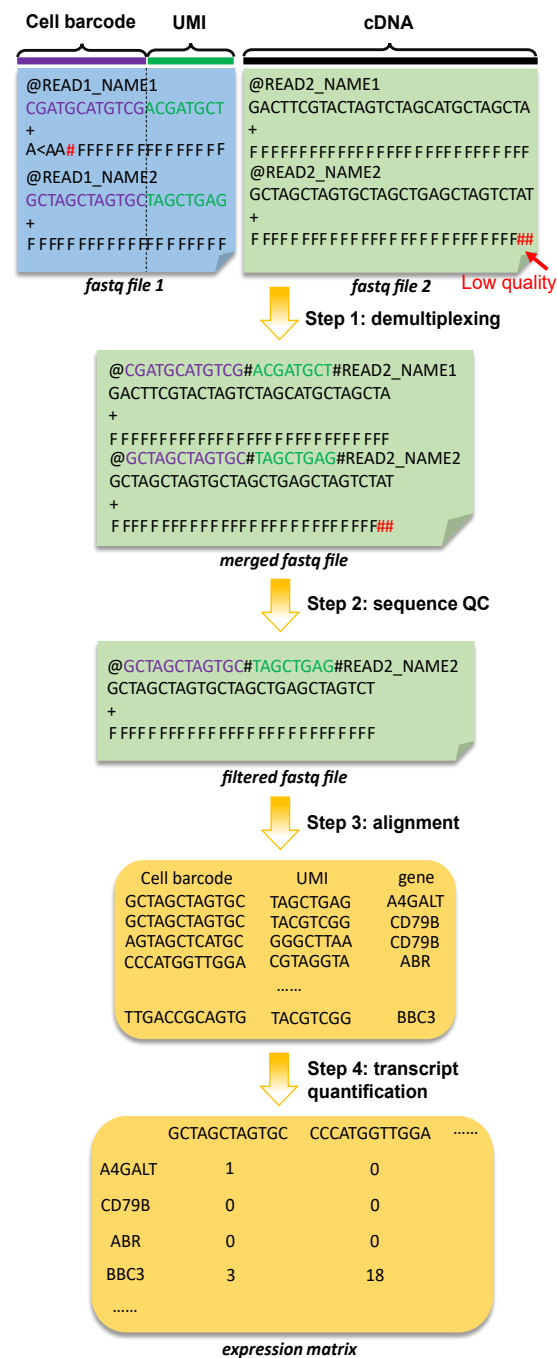 Cell barcode UMI cDNA
@READ1_NAME1
CGATGCATGTCGACGATGCT
+
A<AA#FFFFFFFFFFFFFFF
@READ1_NAME2
GCTAGCTAGTGCTAGCTGAG
+
FFFFFFFFFFFFFFFFFFFF
fastq file 1
@READ2_NAME1
GACTTCGTACTAGTCTAGCATGCTAGCTA
+
FFFFFFFFFFFFFFFFFFFFFFFFFFFFF
@READ2_NAME2
GCTAGCTAGTGCTAGCTGAGCTAGTCTAT
+
FFFFFFFFFFFFFFFFFFFFFFFFFFF##
Low quality
fastq file 2
Step 1: demultiplexing
@CGATGCATGTCG#ACGATGCT#READ2_NAME1
GACTTCGTACTAGTCTAGCATGCTAGCTA
+
FFFFFFFFFFFFFFFFFFFFFFFFFFFFF
@GCTAGCTAGTGC#TAGCTGAG#READ2_NAME2
GCTAGCTAGTGCTAGCTGAGCTAGTCTAT
+
FFFFFFFFFFFFFFFFFFFFFFFFFFF##
merged fastq file
Step 2: sequence QC
@GCTAGCTAGTGC#TAGCTGAG#READ2_NAME2
GCTAGCTAGTGCTAGCTGAGCTAGTCT
+
FFFFFFFFFFFFFFFFFFFFFFFFFFF
filtered fastq file
Step 3: alignment
Cell barcode UMI gene
GCTAGCTAGTGC TAGCTGAG A4GALT
GCTAGCTAGTGC TACGTCGG CD79B
AGTAGCTCATGC GGGCTTAA CD79B
CCCATGGTTGGA CGTAGGTA ABR
......
TTGACCGCAGTG TACGTCGG BBC3
Step 4: transcript
quantification
GCTAGCTAGTGC CCCATGGTTGGA ......
A4GALT 1 0
CD79B 0 0
ABR 0 0
BBC3 3 18
......
expression matrix